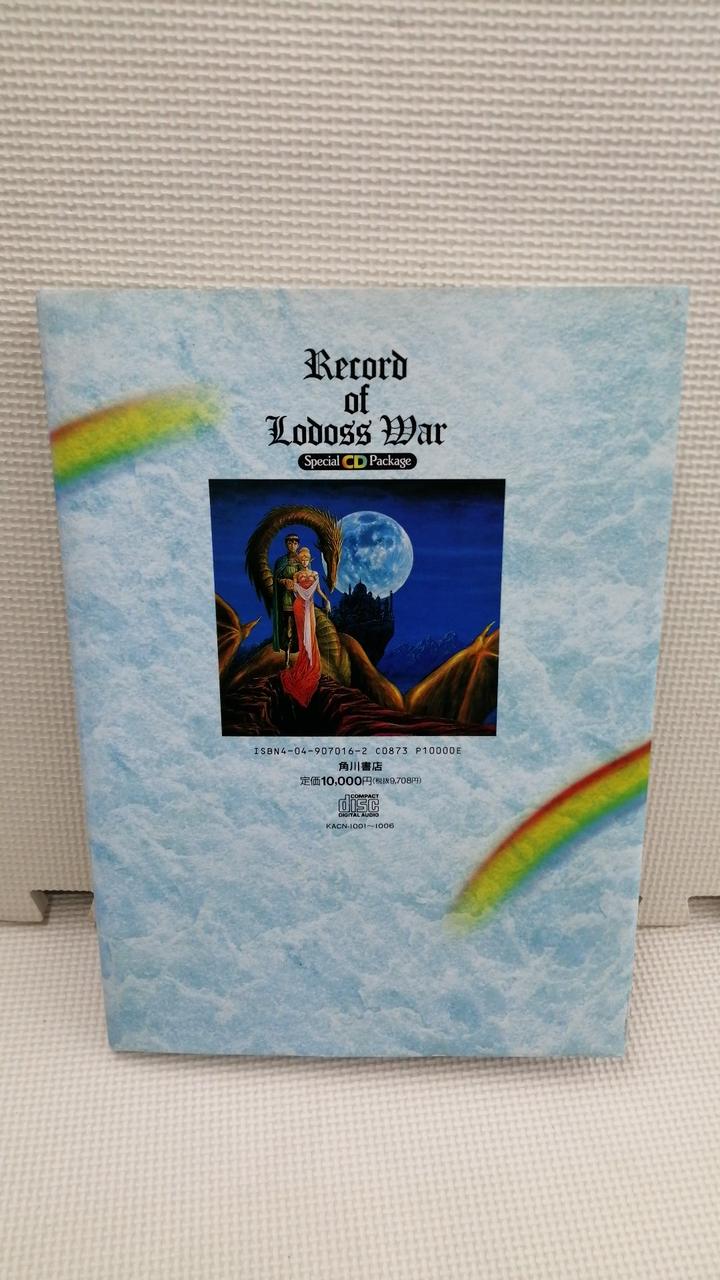 Record
of
Lodoss War
Special CD Package
ISBN4-04-907016-2 C0873 P10000E
角川書店
定価10,000円(税抜9,708円)
COMPACT
disc
DIGITAL AUDIO
KACN-1001〜1006